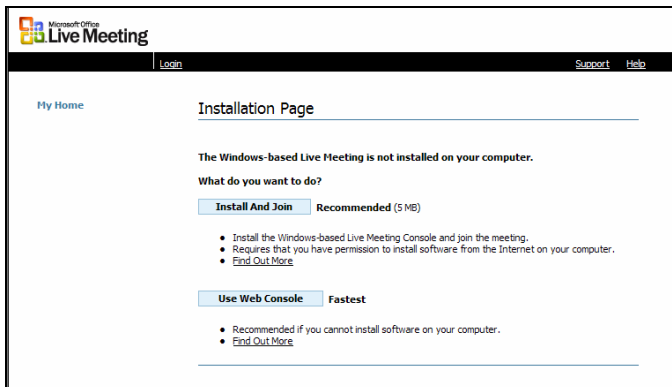 Microsoft Office
Live Meeting
Login Support Help
My Home
Installation Page
The Windows-based Live Meeting is not installed on your computer.
What do you want to do?
Install And Join Recommended (5 MB)
• Install the Windows-based Live Meeting Console and join the meeting.
• Requires that you have permission to install software from the Internet on your computer.
• Find Out More
Use Web Console Fastest
• Recommended if you cannot install software on your computer.
• Find Out More